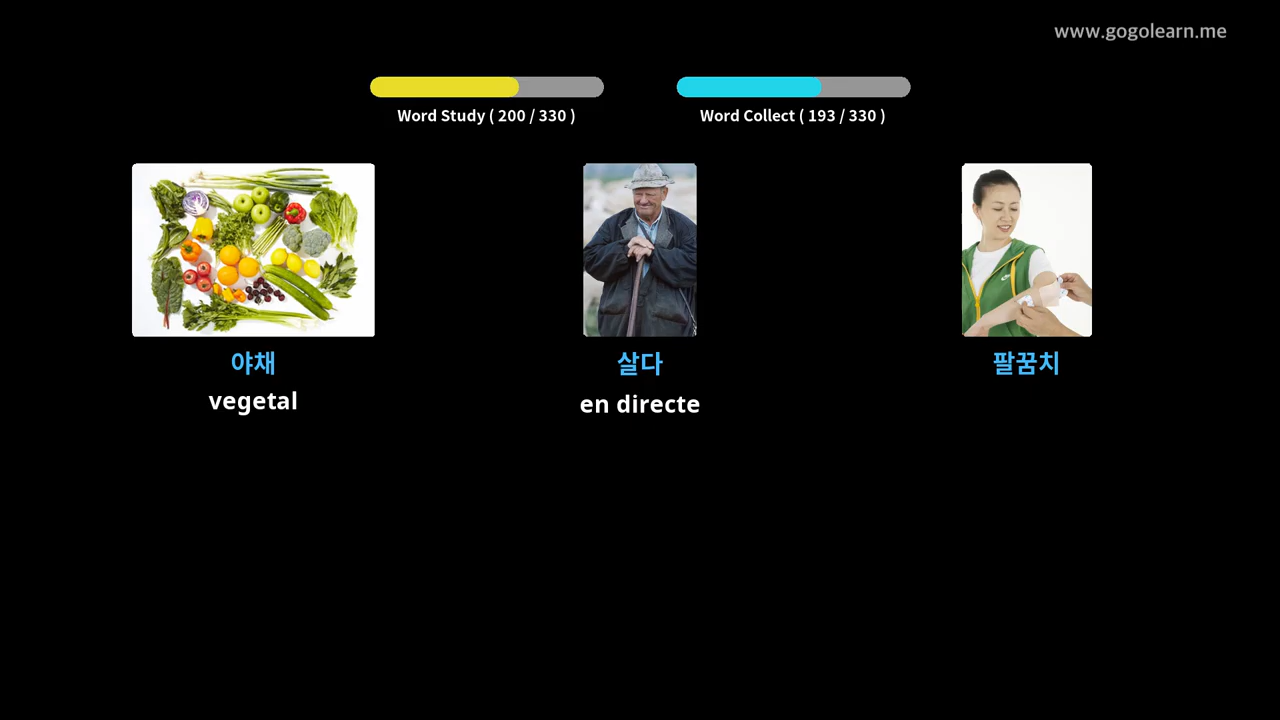 www.gogolearn.me
Word Study ( 200 / 330 )
Word Collect ( 193 / 330 )
야채
vegetal
살다
en directe
팔꿈치